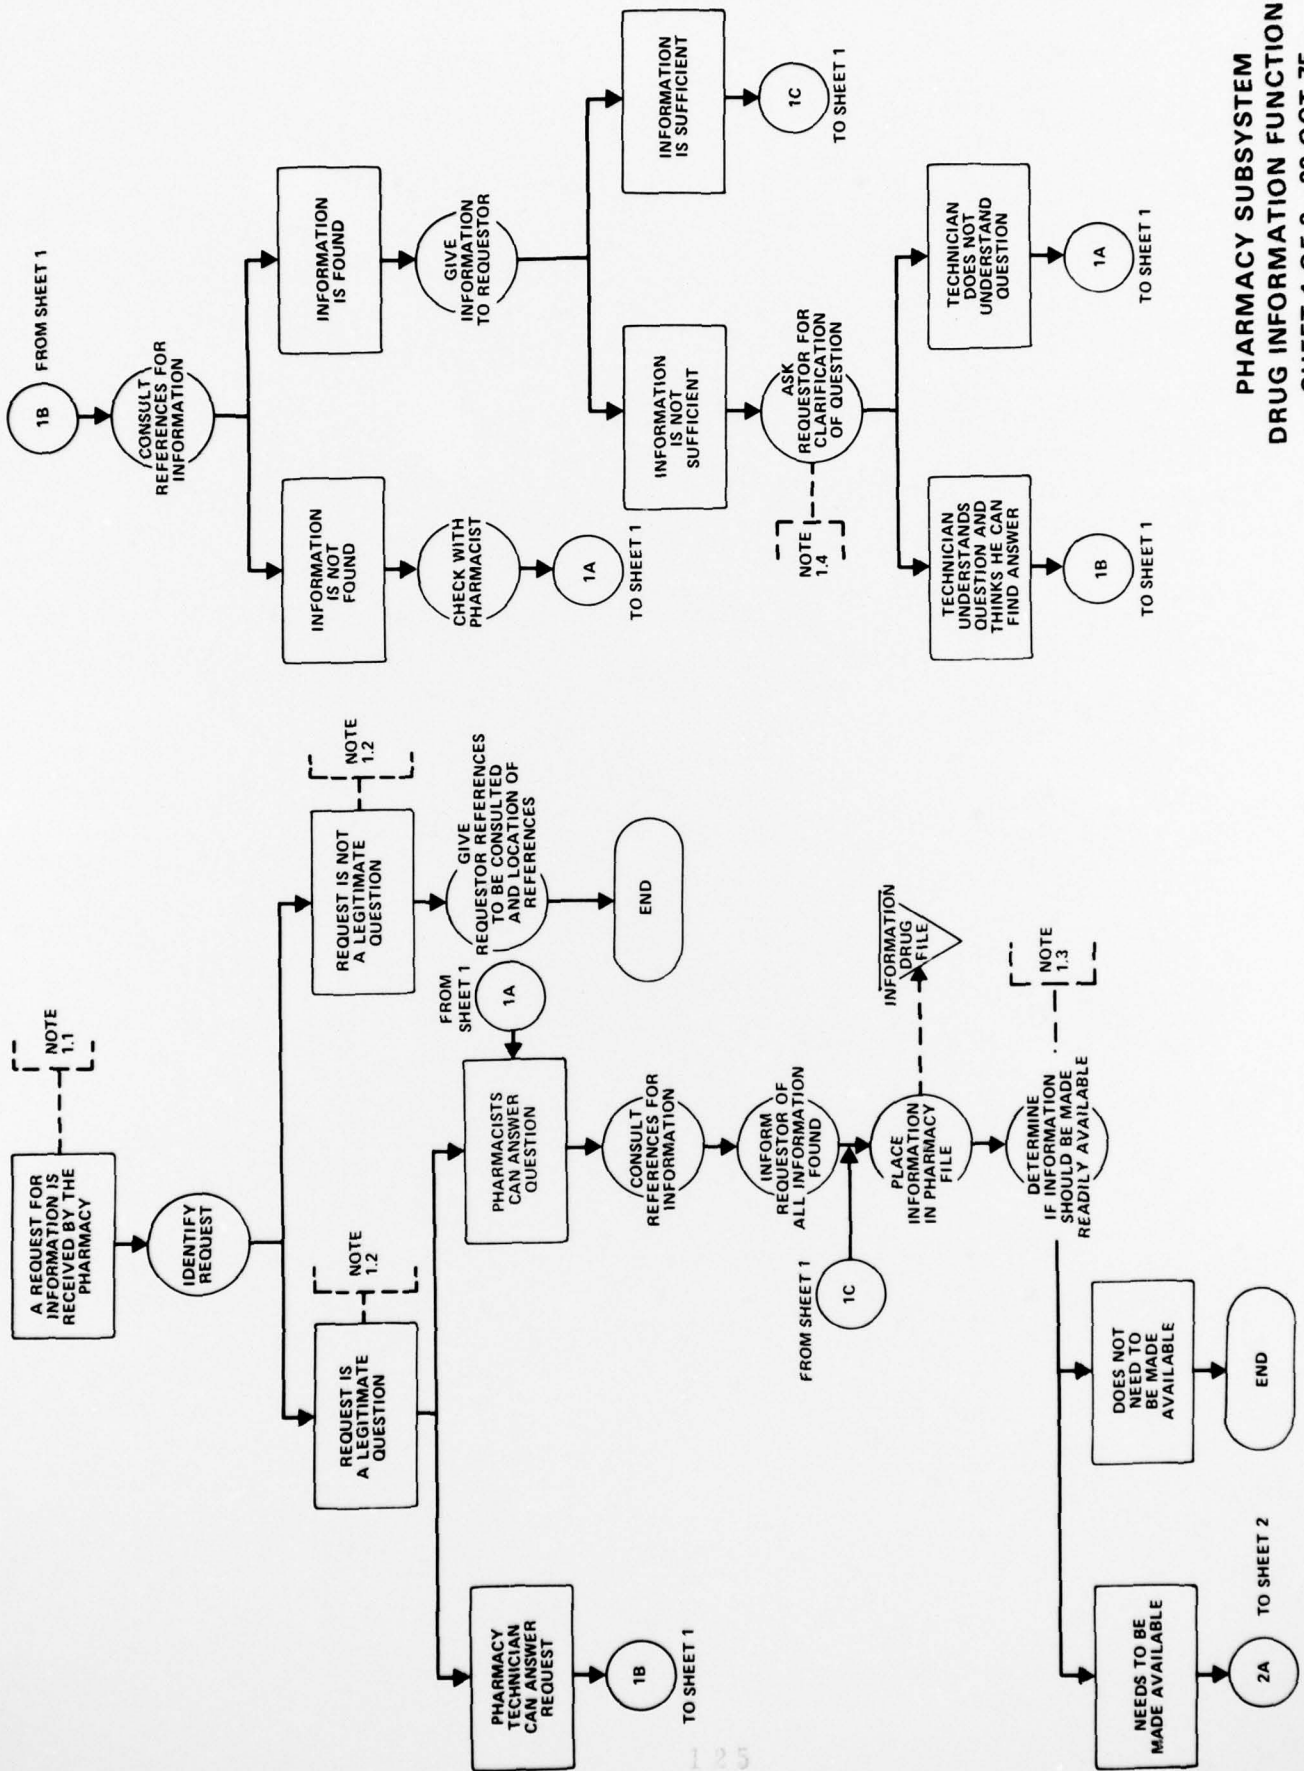 1B
FROM SHEET 1
CONSULT
REFERENCES FOR
INFORMATION
INFORMATION
IS NOT
FOUND
INFORMATION
IS FOUND
CHECK WITH
PHARMACIST
1A
TO SHEET 1
GIVE
INFORMATION
TO REQUESTOR
INFORMATION
IS NOT
SUFFICIENT
INFORMATION
IS SUFFICIENT
1C
TO SHEET 1
ASK
REQUESTOR FOR
CLARIFICATION
OF QUESTION
NOTE
1.4
TECHNICIAN
UNDERSTANDS
QUESTION AND
THINKS HE CAN
FIND ANSWER
1B
TO SHEET 1
TECHNICIAN
DOES NOT
UNDERSTAND
QUESTION
1A
TO SHEET 1
A REQUEST FOR
INFORMATION IS
RECEIVED BY THE
PHARMACY
NOTE
1.1
IDENTIFY
REQUEST
REQUEST IS
A LEGITIMATE
QUESTION
NOTE
1.2
REQUEST IS NOT
A LEGITIMATE
QUESTION
NOTE
1.2
GIVE
REQUESTOR REFERENCES
TO BE CONSULTED
AND LOCATION OF
REFERENCES
END
PHARMACY
TECHNICIAN
CAN ANSWER
REQUEST
1B
TO SHEET 1
FROM
SHEET 1
1A
PHARMACISTS
CAN ANSWER
QUESTION
CONSULT
REFERENCES FOR
INFORMATION
INFORM
REQUESTOR OF
ALL INFORMATION
FOUND
FROM SHEET 1
1C
PLACE
INFORMATION
IN PHARMACY
FILE
INFORMATION
DRUG
FILE
DETERMINE
IF INFORMATION
SHOULD BE MADE
READILY AVAILABLE
NOTE
1.3
NEEDS TO BE
MADE AVAILABLE
2A
TO SHEET 2
DOES NOT
NEED TO
BE MADE
AVAILABLE
END
PHARMACY SUBSYSTEM
DRUG INFORMATION FUNCTION
125